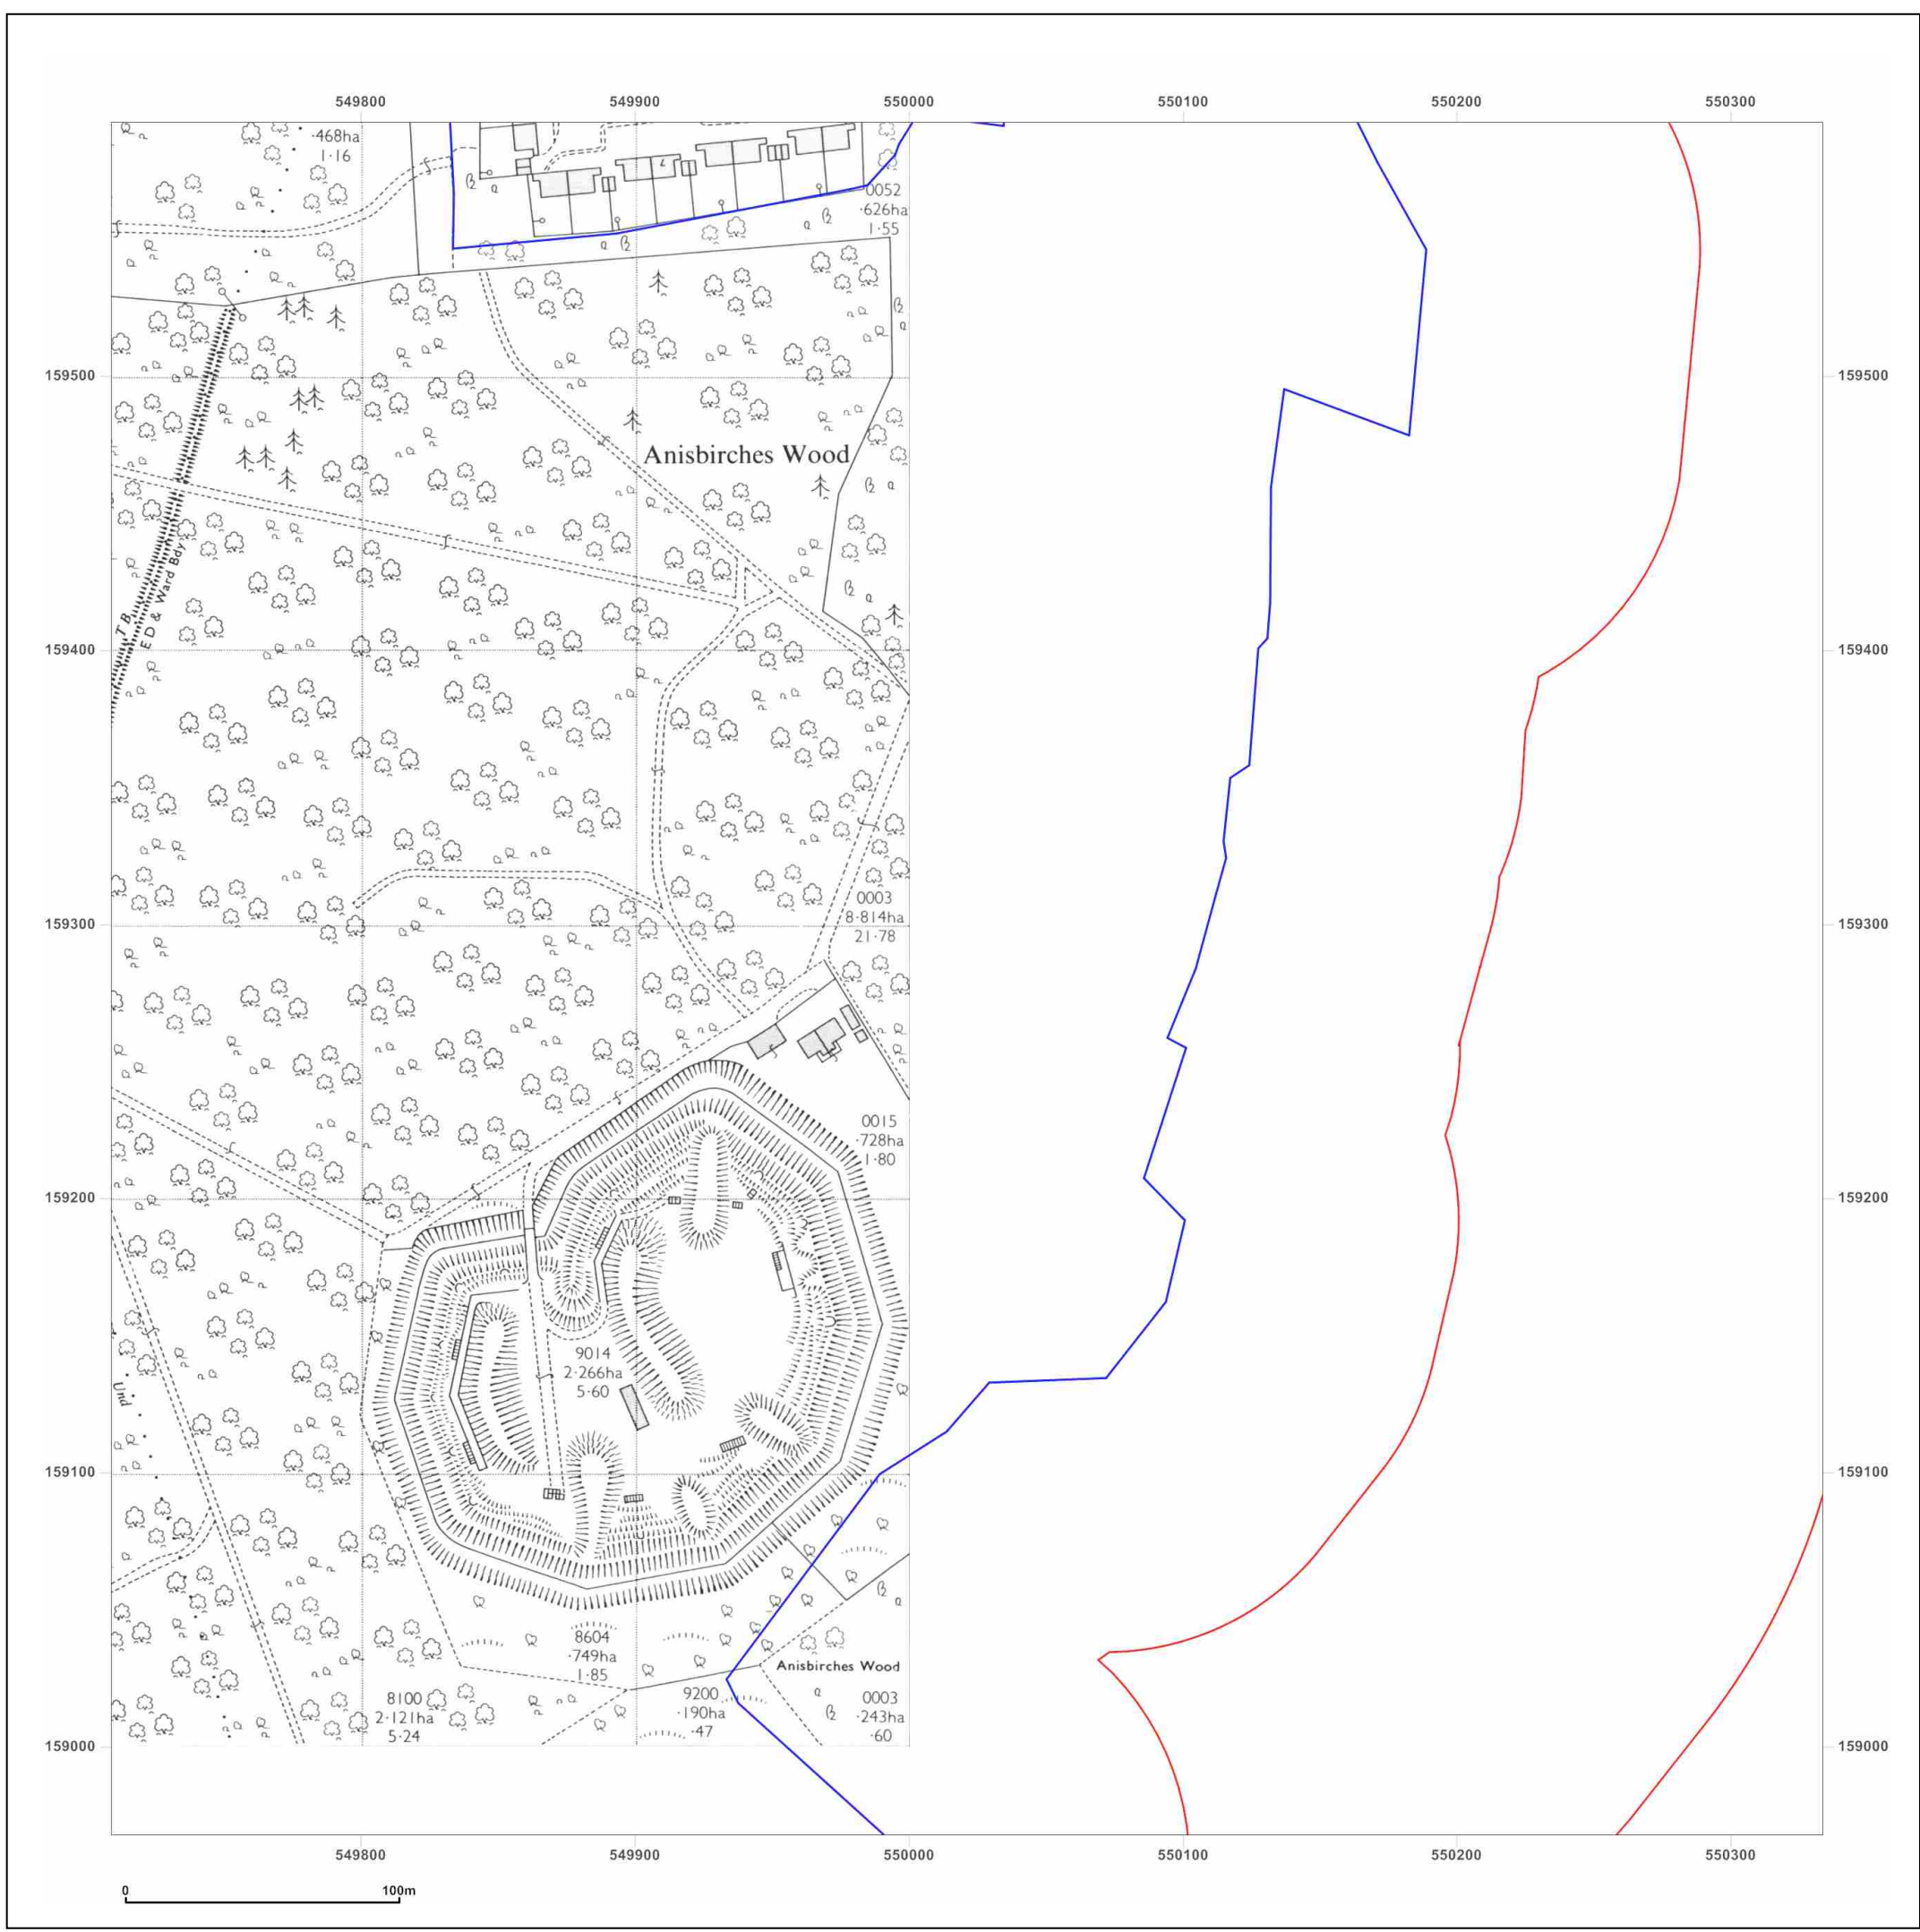 549800 549900 550000 550100 550200 550300
·468ha
1·16
0052
·626ha
1·55
159500 159500
Anisbirches Wood
T B
E D & Ward Bdy
159400 159400
0003
8·814ha
21·78
159300 159300
0015
·728ha
1·80
159200 159200
9014
2·266ha
5·60
Und
159100 159100
8604
·749ha
1·85
Anisbirches Wood
8100
2·121ha
5·24
9200
·190ha
·47
0003
·243ha
·60
159000 159000
549800 549900 550000 550100 550200 550300
0 100m